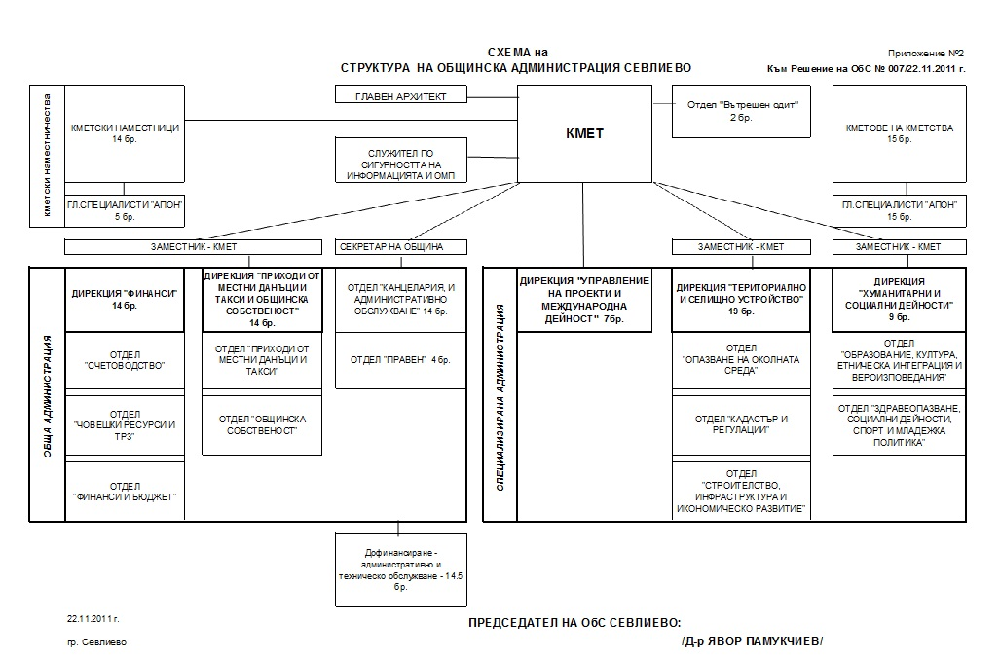 СХЕМА на
СТРУКТУРА НА ОБЩИНСКА АДМИНИСТРАЦИЯ СЕВЛИЕВО
Приложение №2
Към Решение на ОбС № 007/22.11.2011 г.
кметски наместничества
КМЕТСКИ НАМЕСТНИЦИ
14 бр.
ГЛ.СПЕЦИАЛИСТИ "АПОН"
5 бр.
ГЛАВЕН АРХИТЕКТ
СЛУЖИТЕЛ ПО
СИГУРНОСТТА НА
ИНФОРМАЦИЯТА И ОМП
КМЕТ
Отдел "Вътрешен одит"
2 бр.
КМЕТОВЕ НА КМЕТСТВА
15 бр.
ГЛ.СПЕЦИАЛИСТИ "АПОН"
15 бр.
ЗАМЕСТНИК - КМЕТ
СЕКРЕТАР НА ОБЩИНА
ЗАМЕСТНИК - КМЕТ
ЗАМЕСТНИК - КМЕТ
ОБЩА АДМИНИСТРАЦИЯ
ДИРЕКЦИЯ "ФИНАНСИ"
14 бр.
ОТДЕЛ
"СЧЕТОВОДСТВО"
ОТДЕЛ
"ЧОВЕШКИ РЕСУРСИ И
ТРЗ"
ОТДЕЛ
"ФИНАНСИ И БЮДЖЕТ"
ДИРЕКЦИЯ "ПРИХОДИ ОТ
МЕСТНИ ДАНЪЦИ И
ТАКСИ И ОБЩИНСКА
СОБСТВЕНОСТ"
14 бр.
ОТДЕЛ "ПРИХОДИ ОТ
МЕСТНИ ДАНЪЦИ И
ТАКСИ"
ОТДЕЛ "ОБЩИНСКА
СОБСТВЕНОСТ"
ОТДЕЛ "КАНЦЕЛАРИЯ, И
АДМИНИСТРАТИВНО
ОБСЛУЖВАНЕ" 14 бр.
ОТДЕЛ "ПРАВЕН" 4 бр.
Дофинансиране -
административно и
техническо обслужване - 14.5
бр.
СПЕЦИАЛИЗИРАНА АДМИНИСТРАЦИЯ
ДИРЕКЦИЯ "УПРАВЛЕНИЕ
НА ПРОЕКТИ И
МЕЖДУНАРОДНА
ДЕЙНОСТ" 7бр.
ДИРЕКЦИЯ "ТЕРИТОРИАЛНО
И СЕЛИЩНО УСТРОЙСТВО"
19 бр.
ОТДЕЛ
"ОПАЗВАНЕ НА ОКОЛНАТА
СРЕДА"
ОТДЕЛ "КАДАСТЪР И
РЕГУЛАЦИИ"
ОТДЕЛ
"СТРОИТЕЛСТВО,
ИНФРАСТРУКТУРА И
ИКОНОМИЧЕСКО РАЗВИТИЕ"
ДИРЕКЦИЯ
"ХУМАНИТАРНИ И
СОЦИАЛНИ ДЕЙНОСТИ"
9 бр.
ОТДЕЛ
"ОБРАЗОВАНИЕ, КУЛТУРА,
ЕТНИЧЕСКА ИНТЕГРАЦИЯ И
ВЕРОИЗПОВЕДАНИЯ"
ОТДЕЛ "ЗДРАВЕОПАЗВАНЕ,
СОЦИАЛНИ ДЕЙНОСТИ,
СПОРТ И МЛАДЕЖКА
ПОЛИТИКА"
22.11.2011 г.
гр. Севлиево
ПРЕДСЕДАТЕЛ НА ОбС СЕВЛИЕВО:
/Д-р ЯВОР ПАМУКЧИЕВ/